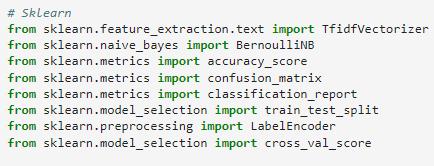 # Sklearn
from sklearn.feature_extraction.text import TfidfVectorizer
from sklearn.naive_bayes import BernoulliNB
from sklearn.metrics import accuracy_score
from sklearn.metrics import confusion_matrix
from sklearn.metrics import classification_report
from sklearn.model_selection import train_test_split
from sklearn.preprocessing import LabelEncoder
from sklearn.model_selection import cross_val_score